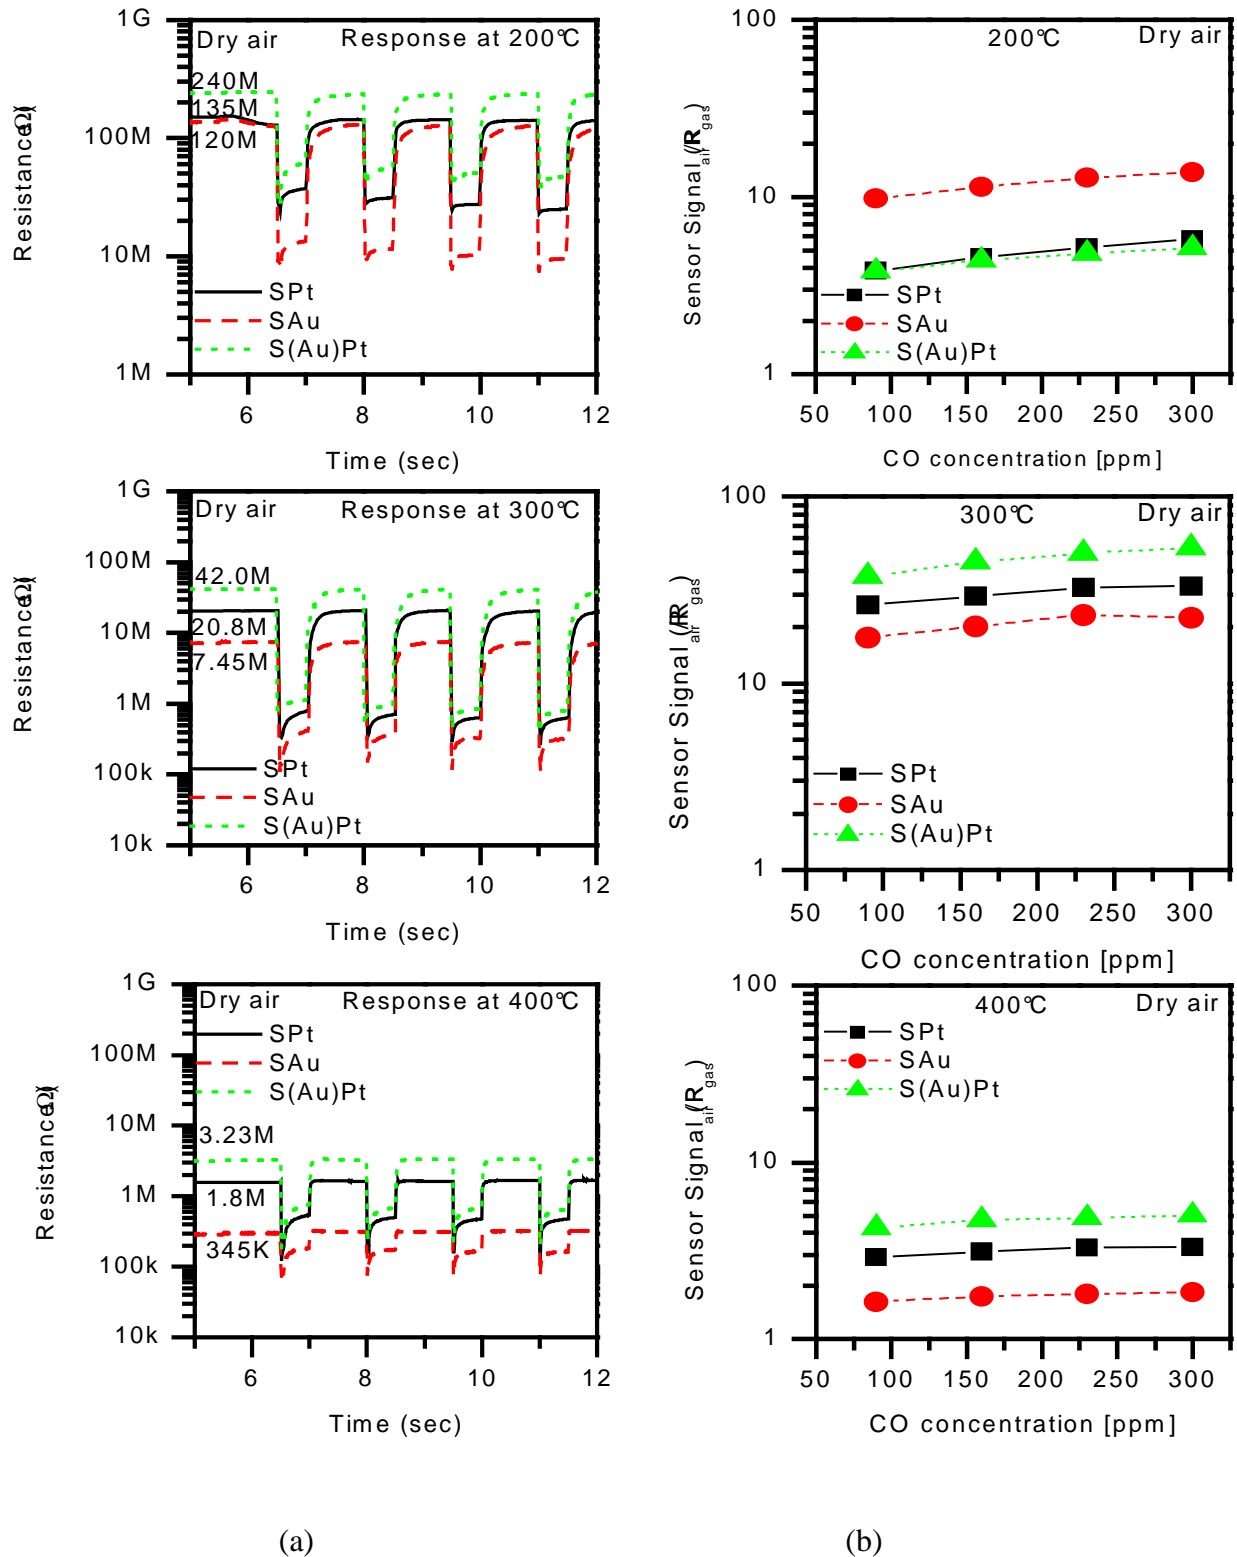 1G
Dry air Response at 200°C
240M
135M
100M
120M
10M
SPt
SAu
S(Au)Pt
1M
6 8 10 12
Time (sec)
Resistance(Ω)
100
200°C Dry air
10
SPt
SAu
S(Au)Pt
1
50 100 150 200 250 300
CO concentration [ppm]
Sensor Signal (R air/R gas)
1G
Dry air Response at 300°C
100M
42.0M
10M
20.8M
7.45M
1M
100k
SPt
SAu
S(Au)Pt
10k
6 8 10 12
Time (sec)
Resistance(Ω)
100
300°C Dry air
10
SPt
SAu
S(Au)Pt
1
50 100 150 200 250 300
CO concentration [ppm]
Sensor Signal (R air/R gas)
1G
Dry air Response at 400°C
SPt
100M
SAu
S(Au)Pt
10M
3.23M
1M
1.8M
345K
100k
10k
6 8 10 12
Time (sec)
Resistance(Ω)
100
400°C Dry air
SPt
SAu
S(Au)Pt
10
1
50 100 150 200 250 300
CO concentration [ppm]
Sensor Signal (R air/R gas)
(a) (b)